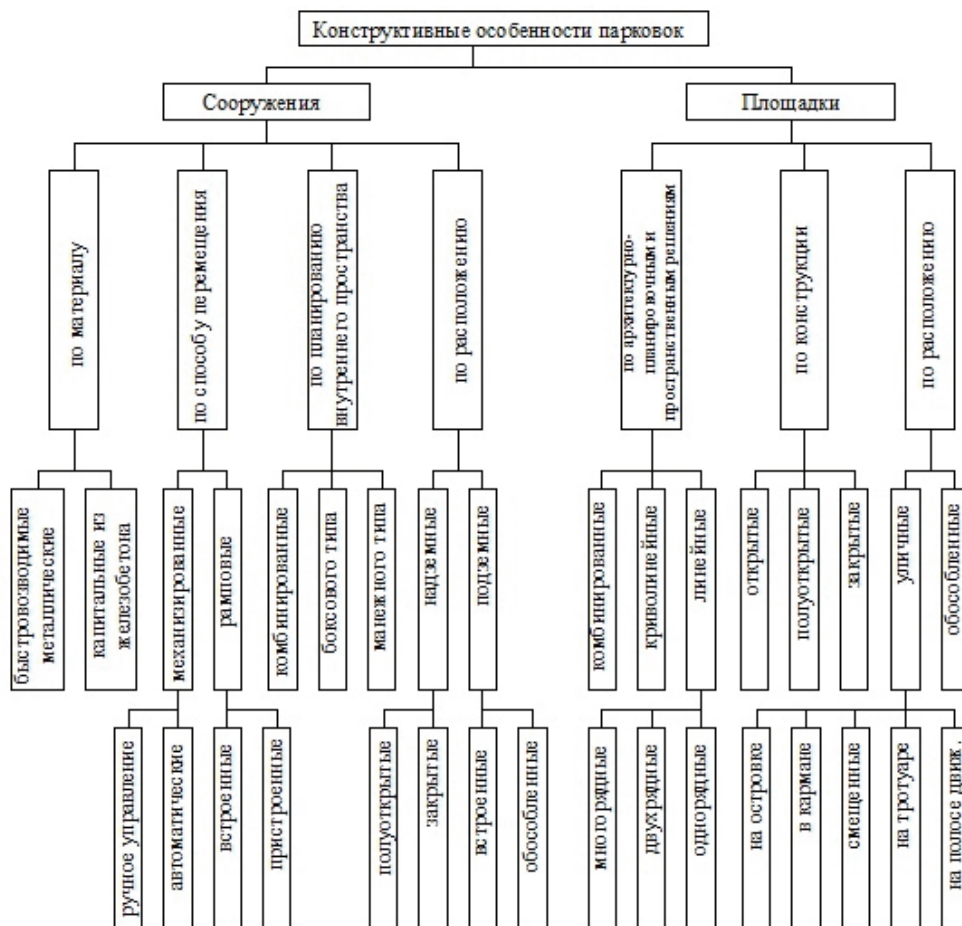 Конструктивные особенности парковок
Сооружения
Площадки
по материалу
по способу перемещения
по планированию
внутреннего пространства
по расположению
по архитектурно-
планировочным и
пространственным решениям
по конструкции
по расположению
быстровозводимые
металлические
капитальные из
железобетона
механизированные
рамповые
комбинированные
боксового типа
манежного типа
надземные
подземные
комбинированные
криволинейные
линейные
открытые
полуоткрытые
закрытые
уличные
обособленные
ручное управление
автоматические
встроенные
пристроенные
полуоткрытые
закрытые
встроенные
обособленные
многорядные
двухрядные
однорядные
на островке
в кармане
смещенные
на тротуаре
на полосе движ.